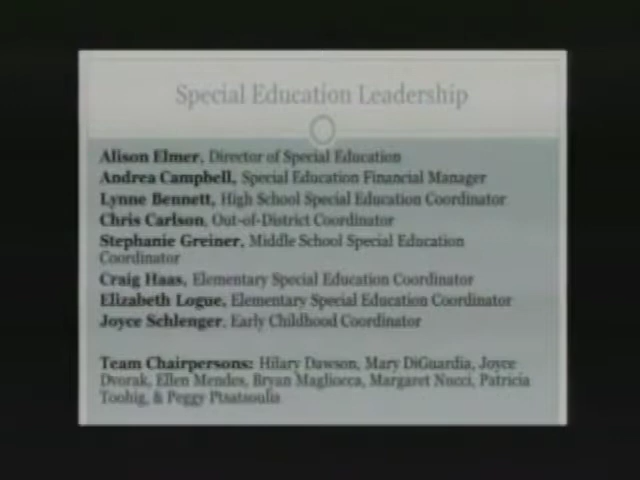 Special Education Leadership
Alison Elmer, Director of Special Education
Andrea Campbell, Special Education Financial Manager
Lynne Bennett, High School Special Education Coordinator
Chris Carlson, Out-of-District Coordinator
Stephanie Greiner, Middle School Special Education
Coordinator
Craig Haas, Elementary Special Education Coordinator
Elizabeth Logue, Elementary Special Education Coordinator
Joyce Schlenger, Early Childhood Coordinator
Team Chairpersons: Hilary Dawson, Mary DiGuardia, Joyce
Dvorak, Ellen Mendes, Bryan Magliocca, Margaret Nucci, Patricia
Toohig, & Peggy